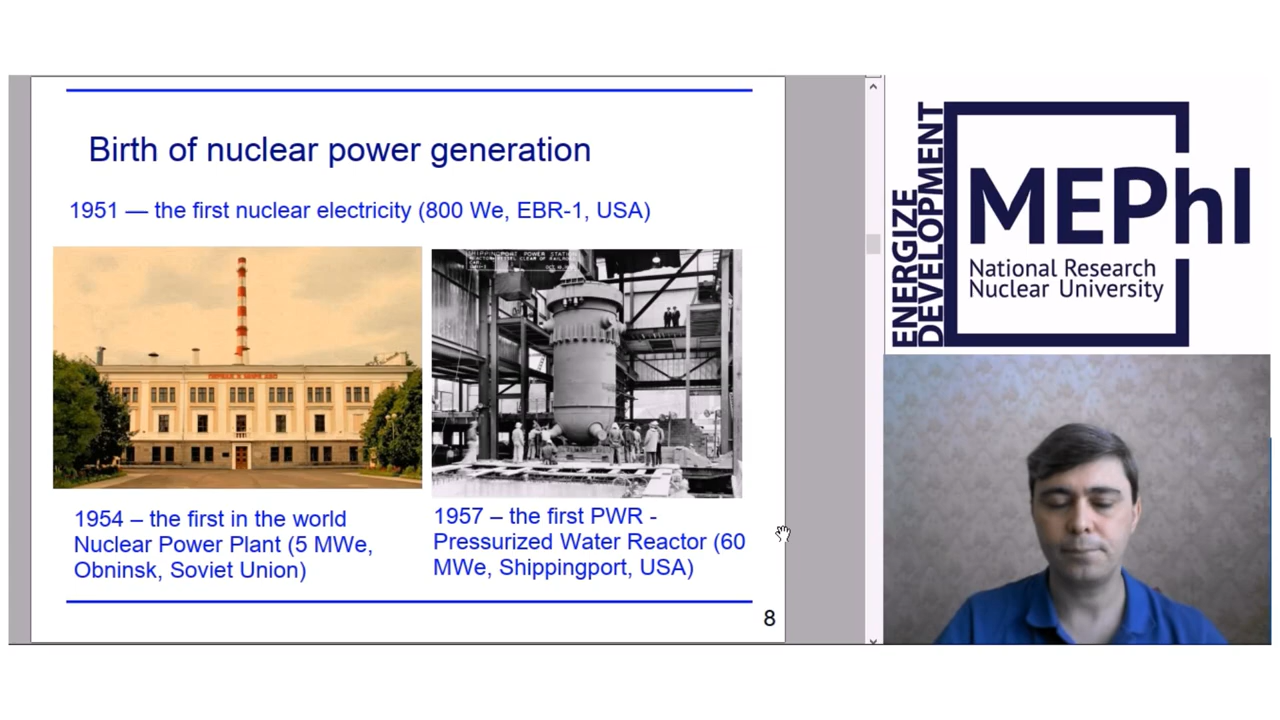 Birth of nuclear power generation
1951 — the first nuclear electricity (800 We, EBR-1, USA)
1954 – the first in the world
Nuclear Power Plant (5 MWe,
Obninsk, Soviet Union)
1957 – the first PWR -
Pressurized Water Reactor (60
MWe, Shippingport, USA)
8
ENERGIZE
DEVELOPMENT
MEPhI
National Research
Nuclear University